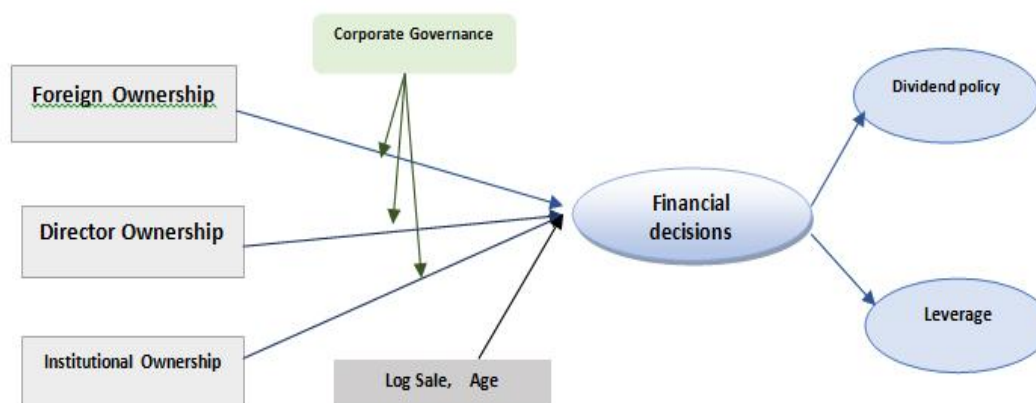 Corporate Governance
Foreign Ownership
Dividend policy
Director Ownership
Financial
decisions
Institutional Ownership
Leverage
Log Sale, Age